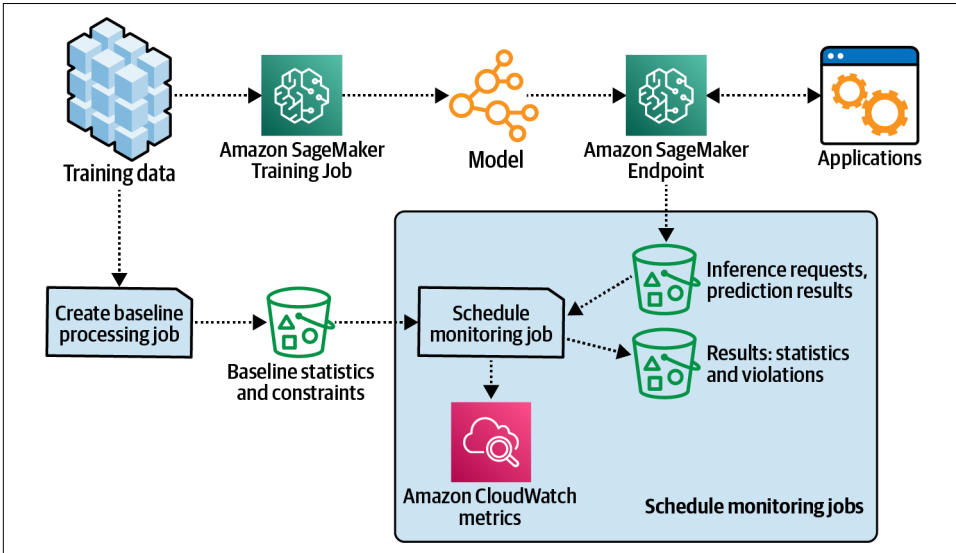 Training data
Amazon SageMaker
Training Job
Model
Amazon SageMaker
Endpoint
Applications
Create baseline
processing job
Baseline statistics
and constraints
Schedule
monitoring job
Inference requests,
prediction results
Results: statistics
and violations
Amazon CloudWatch
metrics
Schedule monitoring jobs